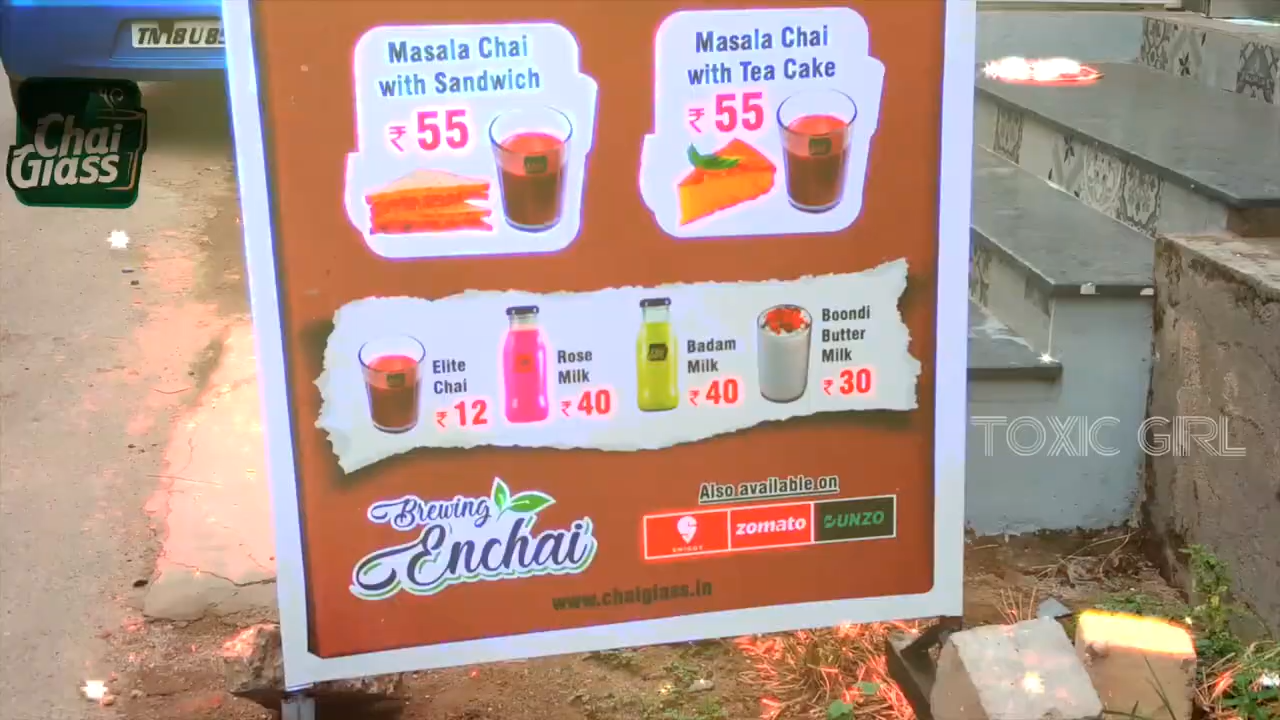 TN 18 U 8
Chai
Glass
Masala Chai
with Sandwich
₹ 55
Masala Chai
with Tea Cake
₹ 55
Elite
Chai
₹ 12
Rose
Milk
₹ 40
Badam
Milk
₹ 40
Boondi
Butter
Milk
₹ 30
TOXIC GIRL
Brewing
Enchai
Also available on
SWIGGY
zomato
DUNZO
www.chaiglass.in